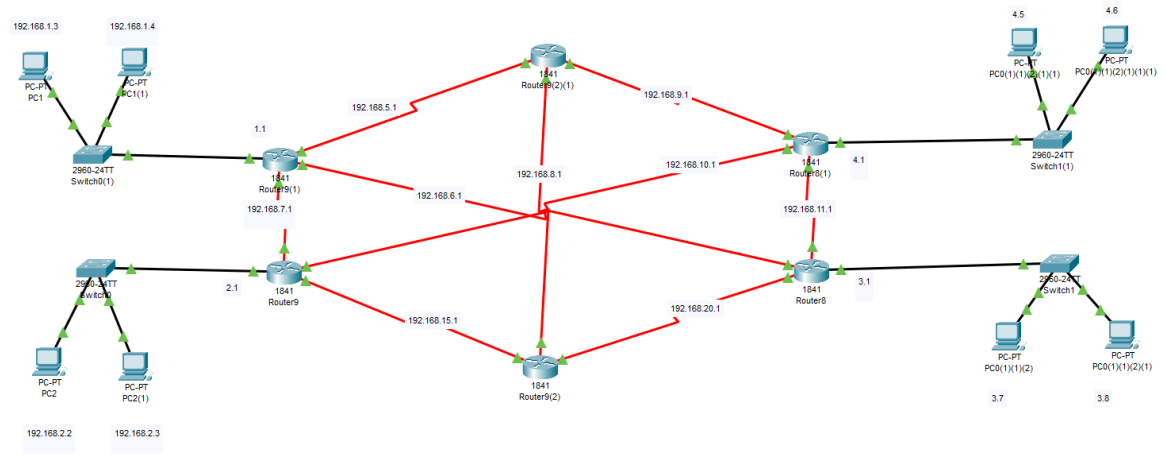 192.168.1.3
192.168.1.4
PC-PT
PC1
PC-PT
PC1(1)
2960-24TT
Switch0(1)
1.1
1841
Router9(1)
192.168.5.1
1841
Router9(2)(1)
192.168.9.1
4.5
4.6
PC-PT
PC0(1)(1)(2)(1)(1)
PC-PT
PC0(1)(1)(2)(1)(1)(1)
2960-24TT
Switch1(1)
4.1
1841
Router8(1)
192.168.10.1
192.168.8.1
192.168.6.1
192.168.7.1
192.168.11.1
2960-24TT
Switch0
2.1
1841
Router9
1841
Router8
3.1
2960-24TT
Switch1
192.168.15.1
192.168.20.1
1841
Router9(2)
PC-PT
PC2
PC-PT
PC2(1)
192.168.2.2
192.168.2.3
PC-PT
PC0(1)(1)(2)
PC-PT
PC0(1)(1)(2)(1)
3.7
3.8